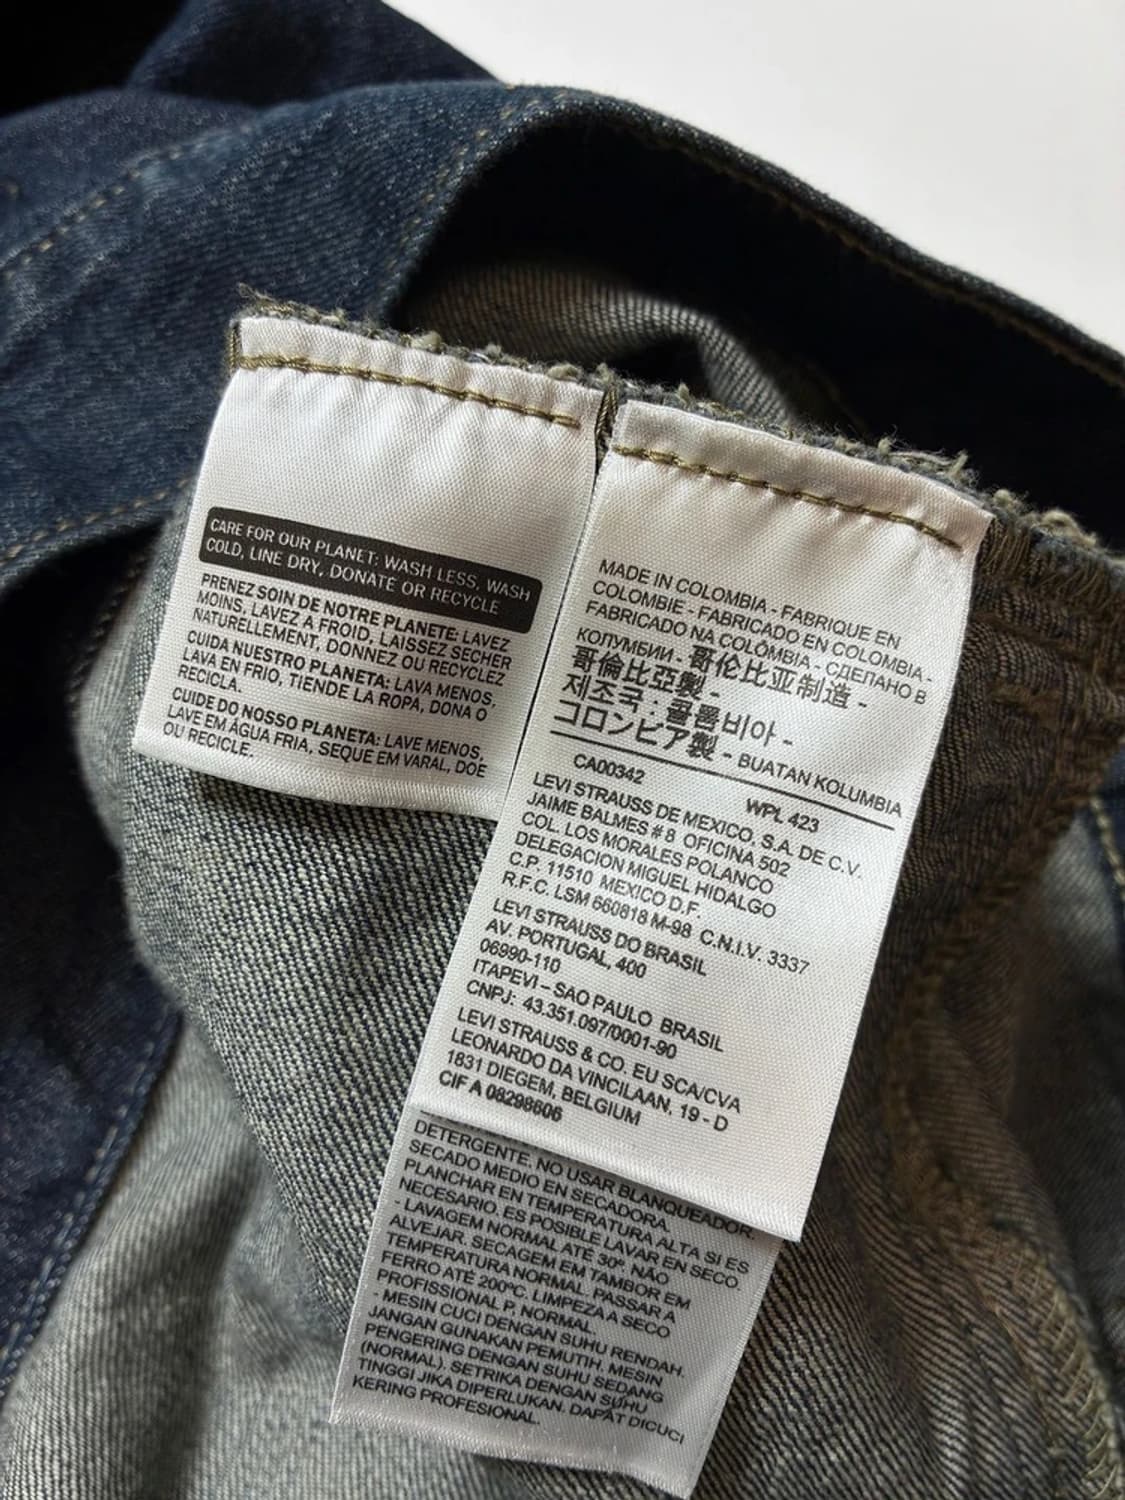 CARE FOR OUR PLANET: WASH LESS, WASH
COLD, LINE DRY, DONATE OR RECYCLE
PRENEZ SOIN DE NOTRE PLANETE: LAVEZ
MOINS, LAVEZ A FROID, LAISSEZ SECHER
NATURELLEMENT, DONNEZ OU RECYCLEZ
CUIDA NUESTRO PLANETA: LAVA MENOS,
LAVA EN FRIO, TIENDE LA ROPA, DONA O
RECICLA.
CUIDE DO NOSSO PLANETA: LAVE MENOS,
LAVE EM ÁGUA FRIA, SEQUE EM VARAL, DOE
OU RECICLE.
MADE IN COLOMBIA - FABRIQUE EN
COLOMBIE - FABRICADO EN COLOMBIA -
FABRICADO NA COLÔMBIA - СДЕЛАНО В
КОЛУМБИИ - 哥伦比亚制造 -
哥倫比亞製 -
제조국 : 콜롬비아 -
コロンビア製 - BUATAN KOLUMBIA
CA00342 WPL 423
LEVI STRAUSS DE MEXICO, S.A. DE C.V.
JAIME BALMES # 8 OFICINA 502
COL. LOS MORALES POLANCO
DELEGACION MIGUEL HIDALGO
C.P. 11510 MEXICO D.F.
R.F.C. LSM 660818 M-98 C.N.I.V. 3337
LEVI STRAUSS DO BRASIL
AV. PORTUGAL, 400
06990-110
ITAPEVI – SAO PAULO BRASIL
CNPJ: 43.351.097/0001-90
LEVI STRAUSS & CO. EU SCA/CVA
LEONARDO DA VINCILAAN, 19 - D
1831 DIEGEM, BELGIUM
CIF A 08298606
DETERGENTE. NO USAR BLANQUEADOR.
SECADO MEDIO EN SECADORA.
PLANCHAR EN TEMPERATURA ALTA SI ES
NECESARIO. ES POSIBLE LAVAR EN SECO.
- LAVAGEM NORMAL ATÉ 30º. NÃO
ALVEJAR. SECAGEM EM TAMBOR EM
TEMPERATURA NORMAL. PASSAR A
FERRO ATÉ 200ºC. LIMPEZA A SECO
PROFISSIONAL P. NORMAL.
- MESIN CUCI DENGAN SUHU RENDAH.
JANGAN GUNAKAN PEMUTIH. MESIN
PENGERING DENGAN SUHU SEDANG
(NORMAL). SETRIKA DENGAN SUHU
TINGGI JIKA DIPERLUKAN. DAPAT DICUCI
KERING PROFESIONAL.